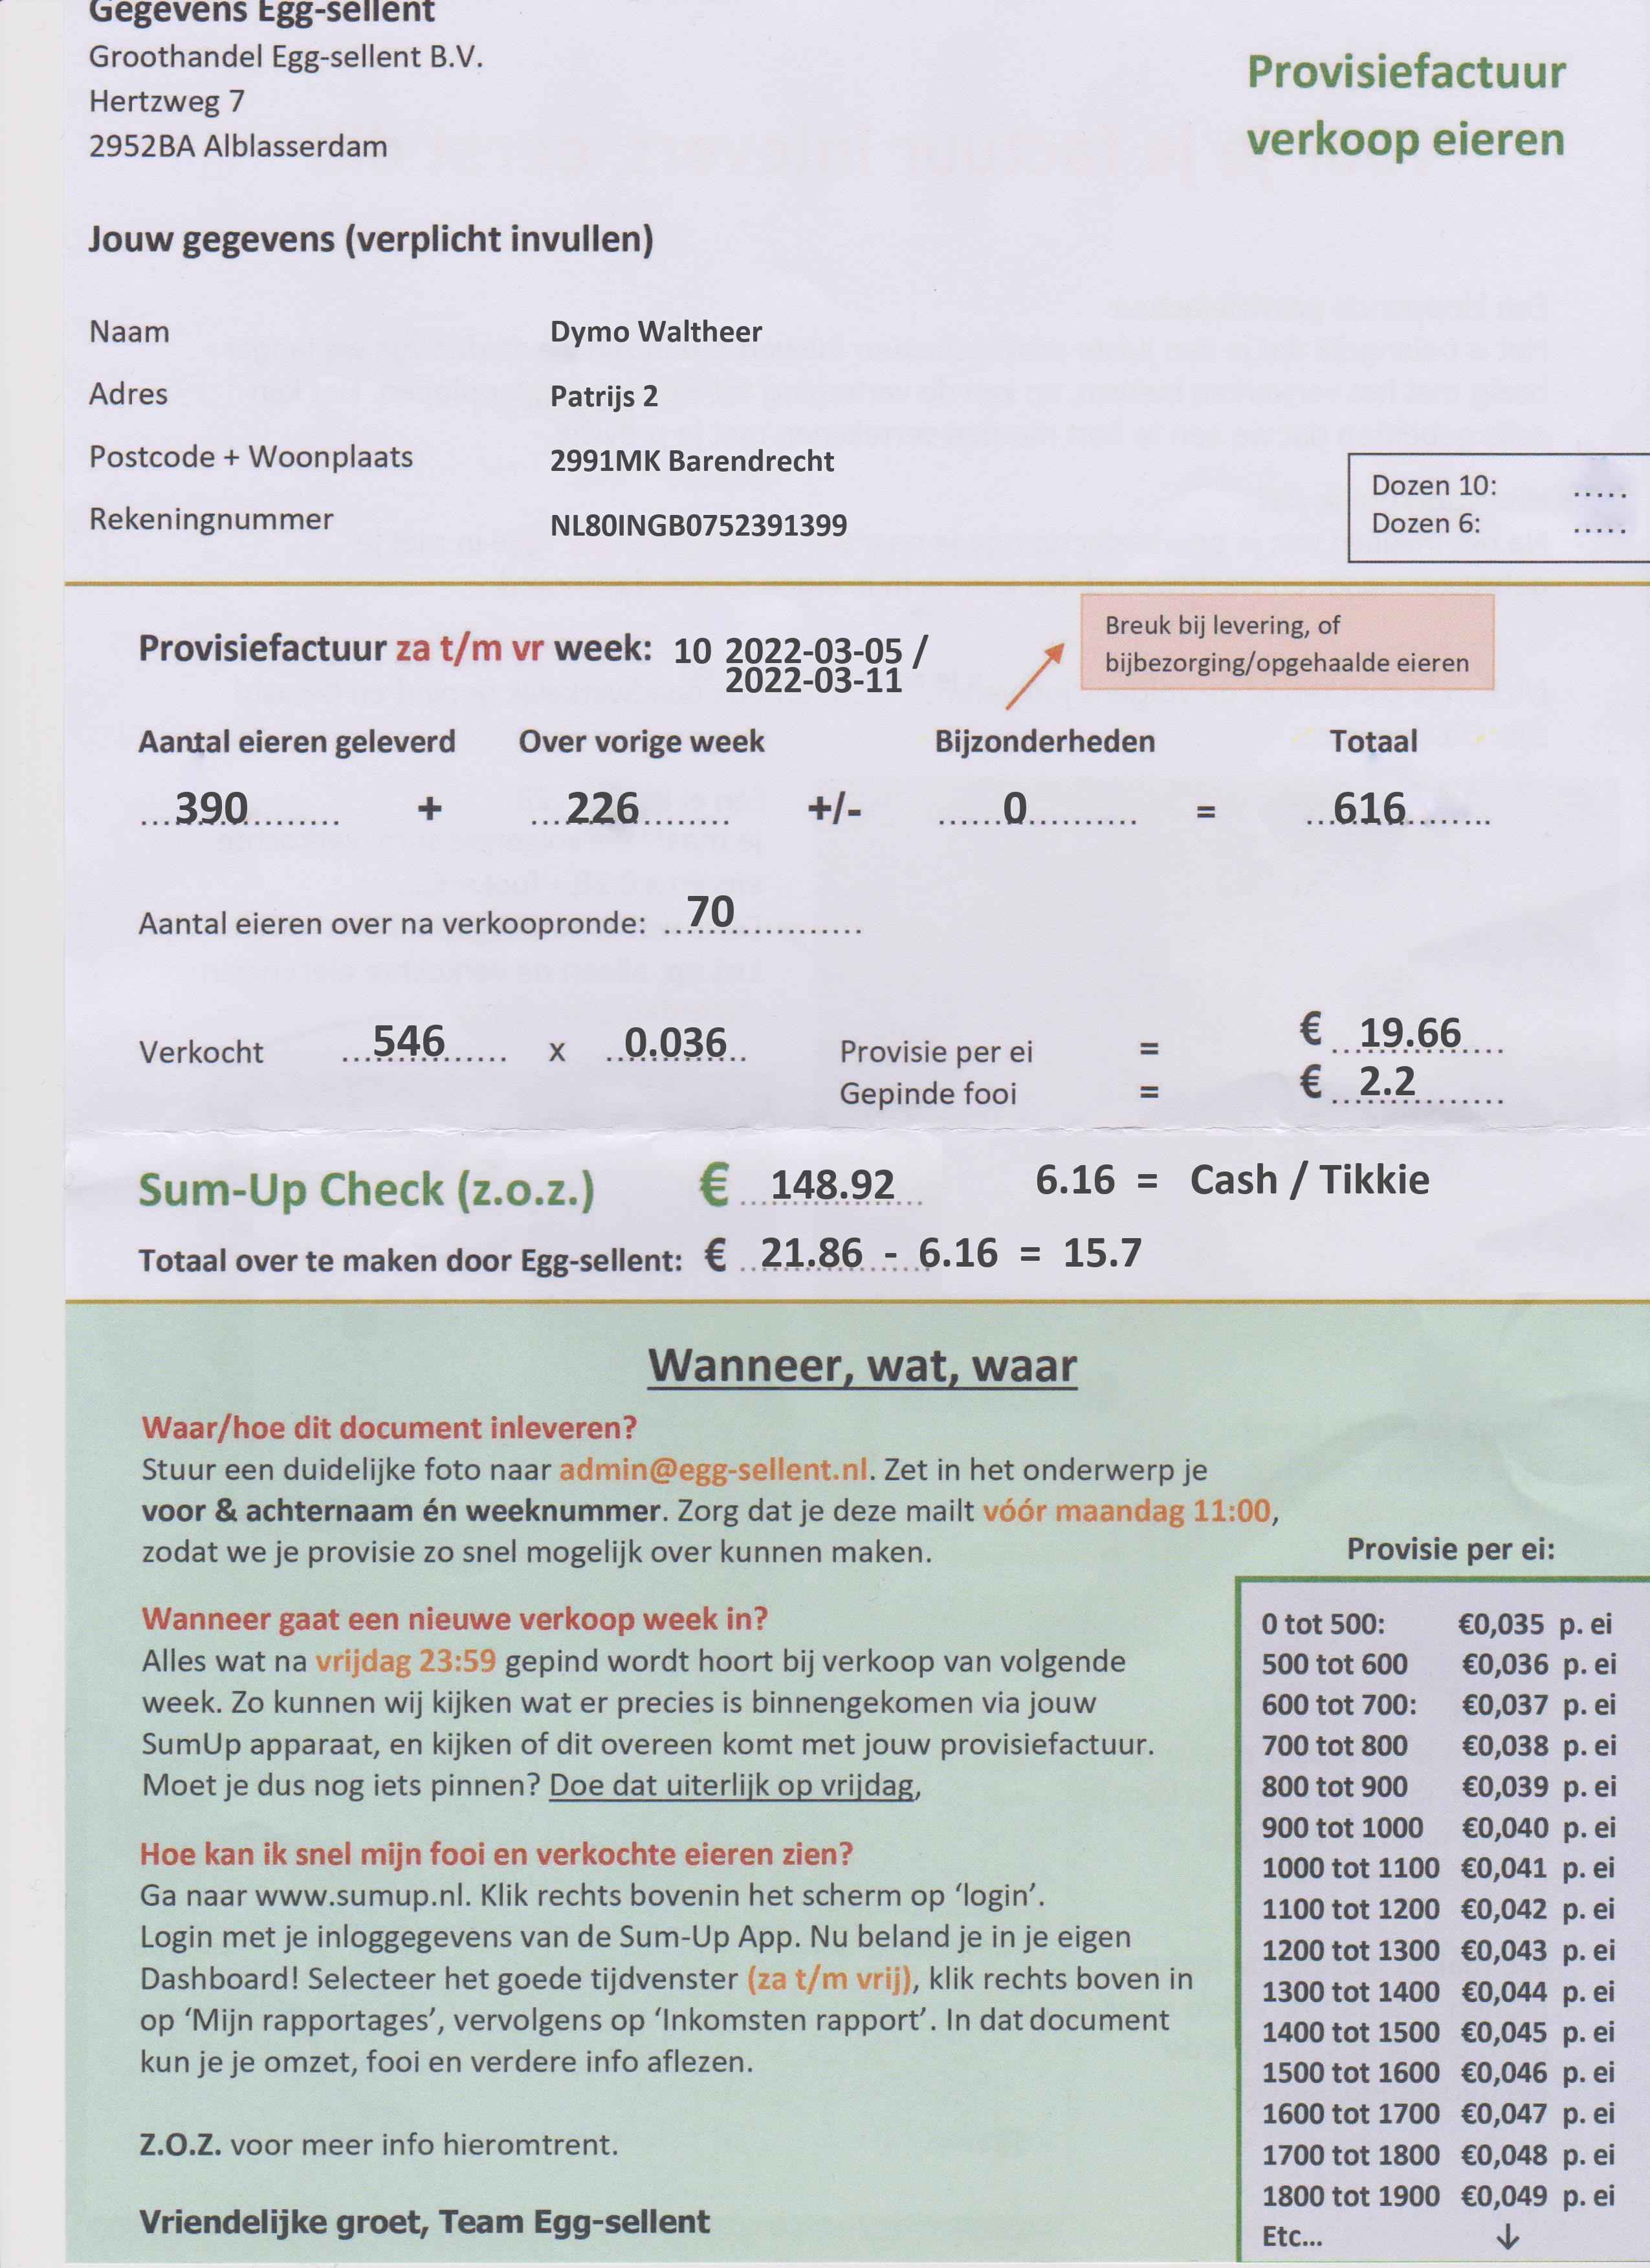 Gegevens Egg-sellent
Groothandel Egg-sellent B.V.
Hertzweg 7
2952BA Alblasserdam
Provisiefactuur
verkoop eieren
Jouw gegevens (verplicht invullen)
Naam Dymo Waltheer
Adres Patrijs 2
Postcode + Woonplaats 2991MK Barendrecht
Rekeningnummer NL80INGB0752391399
Dozen 10: .....
Dozen 6: .....
Provisiefactuur za t/m vr week: 10 2022-03-05 /
2022-03-11
Breuk bij levering, of
bijbezorging/opgehaalde eieren
Aantal eieren geleverd Over vorige week Bijzonderheden Totaal
390 + 226 +/- 0 = 616
Aantal eieren over na verkoopronde: 70
Verkocht 546 x 0.036 Provisie per ei = € 19.66
Gepinde fooi = € 2.2
Sum-Up Check (z.o.z.) € 148.92 6.16 = Cash / Tikkie
Totaal over te maken door Egg-sellent: € 21.86 - 6.16 = 15.7
Wanneer, wat, waar
Waar/hoe dit document inleveren?
Stuur een duidelijke foto naar admin@egg-sellent.nl. Zet in het onderwerp je
voor & achternaam én weeknummer. Zorg dat je deze mailt vóór maandag 11:00,
zodat we je provisie zo snel mogelijk over kunnen maken.
Wanneer gaat een nieuwe verkoop week in?
Alles wat na vrijdag 23:59 gepind wordt hoort bij verkoop van volgende
week. Zo kunnen wij kijken wat er precies is binnengekomen via jouw
SumUp apparaat, en kijken of dit overeen komt met jouw provisiefactuur.
Moet je dus nog iets pinnen? Doe dat uiterlijk op vrijdag,
Hoe kan ik snel mijn fooi en verkochte eieren zien?
Ga naar www.sumup.nl. Klik rechts bovenin het scherm op ‘login’.
Login met je inloggegevens van de Sum-Up App. Nu beland je in je eigen
Dashboard! Selecteer het goede tijdvenster (za t/m vrij), klik rechts boven in
op ‘Mijn rapportages’, vervolgens op ‘Inkomsten rapport’. In dat document
kun je je omzet, fooi en verdere info aflezen.
Z.O.Z. voor meer info hieromtrent.
Vriendelijke groet, Team Egg-sellent
Provisie per ei:
0 tot 500: €0,035 p. ei
500 tot 600 €0,036 p. ei
600 tot 700: €0,037 p. ei
700 tot 800 €0,038 p. ei
800 tot 900 €0,039 p. ei
900 tot 1000 €0,040 p. ei
1000 tot 1100 €0,041 p. ei
1100 tot 1200 €0,042 p. ei
1200 tot 1300 €0,043 p. ei
1300 tot 1400 €0,044 p. ei
1400 tot 1500 €0,045 p. ei
1500 tot 1600 €0,046 p. ei
1600 tot 1700 €0,047 p. ei
1700 tot 1800 €0,048 p. ei
1800 tot 1900 €0,049 p. ei
Etc... ↓